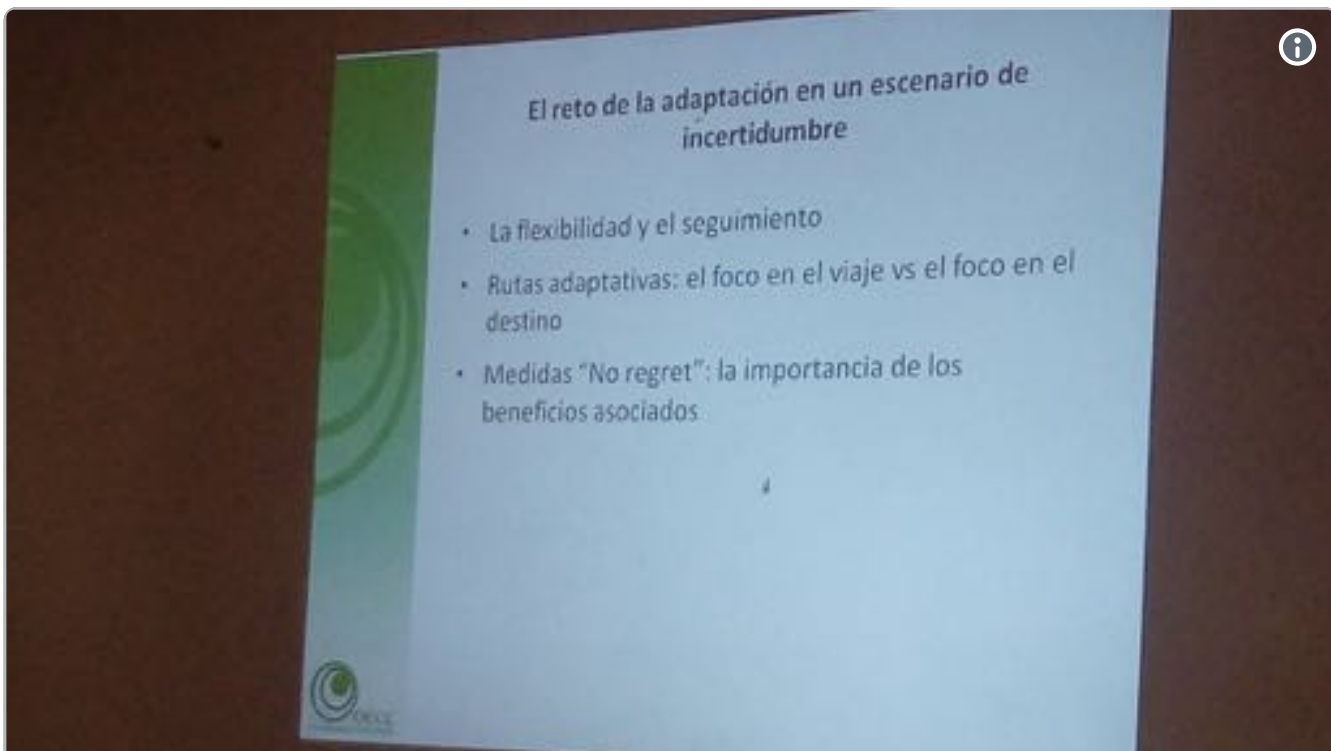 El reto de la adaptación en un escenario de
incertidumbre
• La flexibilidad y el seguimiento
• Rutas adaptativas: el foco en el viaje vs el foco en el
destino
• Medidas “No regret”: la importancia de los
beneficios asociados
OECC